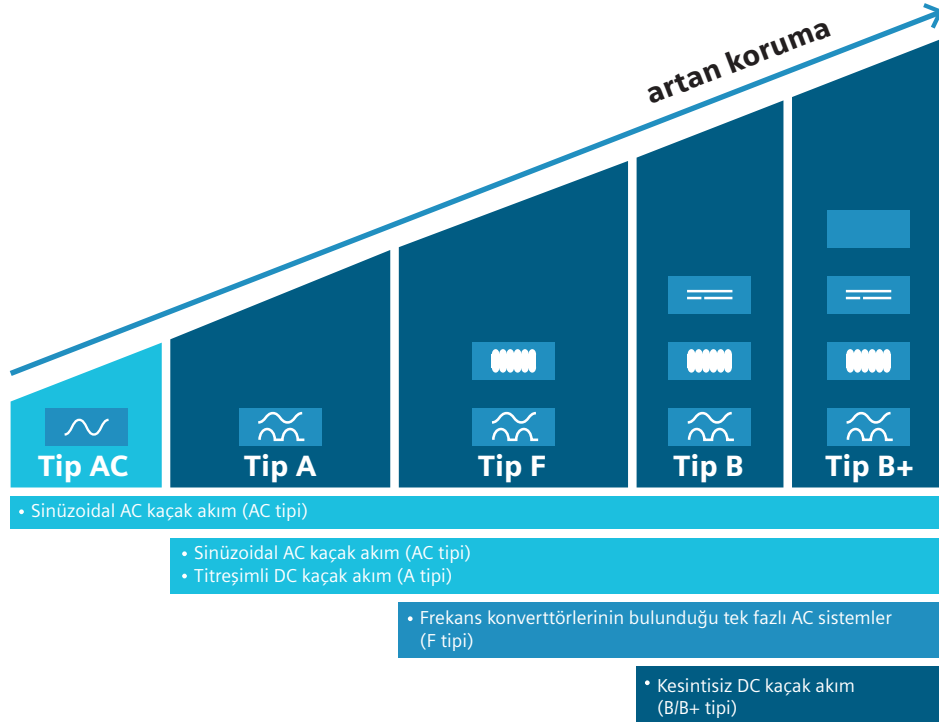 artan koruma
Tip AC
Tip A
Tip F
Tip B
Tip B+
• Sinüzoidal AC kaçak akım (AC tipi)
• Sinüzoidal AC kaçak akım (AC tipi)
• Titreşimli DC kaçak akım (A tipi)
• Frekans konverttörlerinin bulunduğu tek fazlı AC sistemler
(F tipi)
• Kesintisiz DC kaçak akım
(B/B+ tipi)